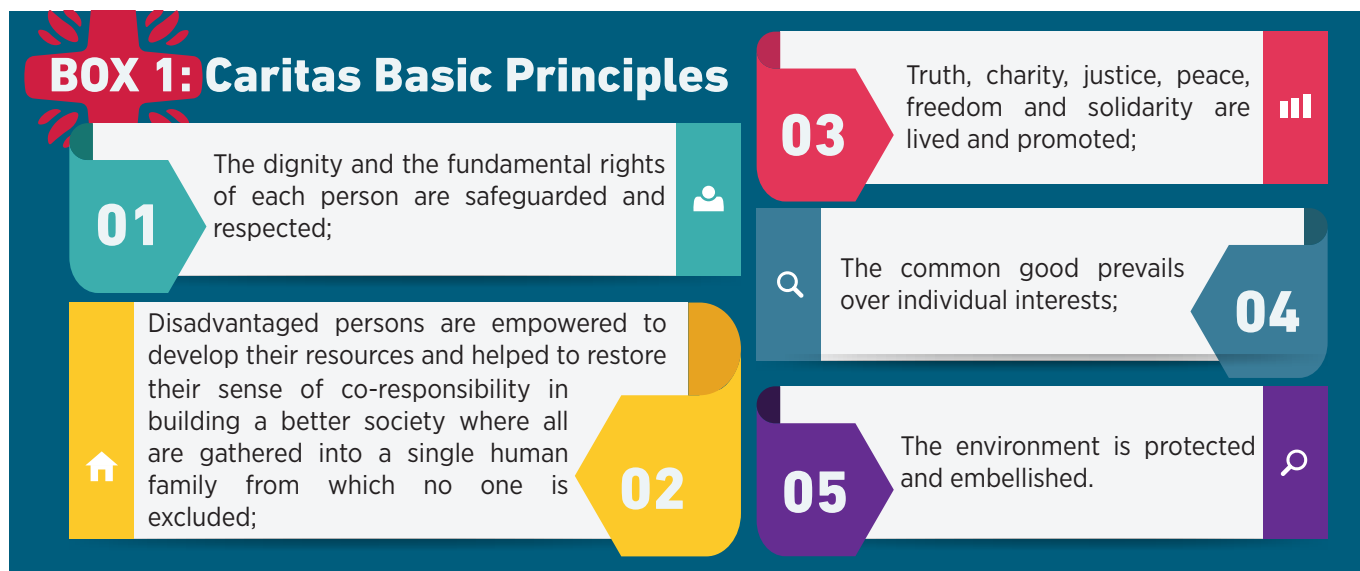 BOX 1: Caritas Basic Principles
01
The dignity and the fundamental rights
of each person are safeguarded and
respected;
02
Disadvantaged persons are empowered to
develop their resources and helped to restore
their sense of co-responsibility in
building a better society where all
are gathered into a single human
family from which no one is
excluded;
03
Truth, charity, justice, peace,
freedom and solidarity are
lived and promoted;
04
The common good prevails
over individual interests;
05
The environment is protected
and embellished.